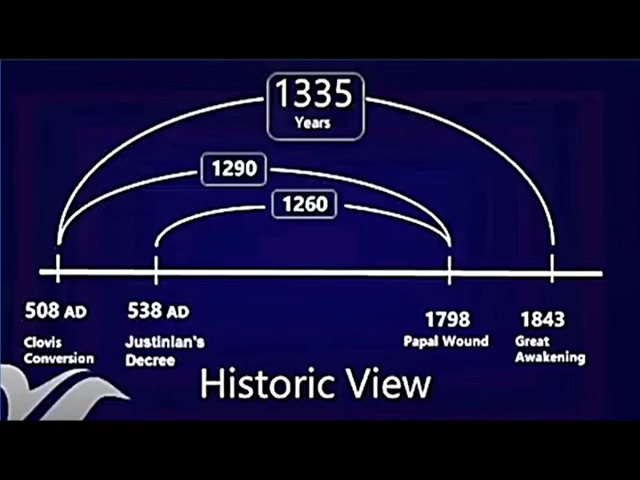 1335
Years
1290
1260
508 AD
538 AD
1798
1843
Clovis
Conversion
Justinian's
Decree
Papal Wound
Great
Awakening
Historic View